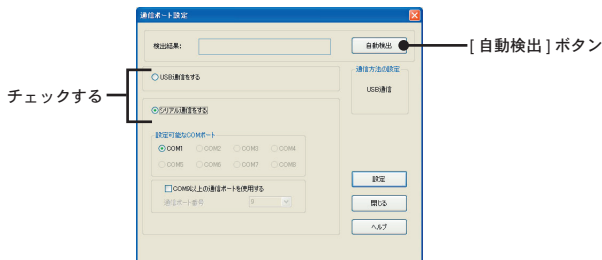 通信ポート設定
検出結果:
自動検出
[ 自動検出 ] ボタン
チェックする
USB通信をする
通信方法の設定
USB通信
シリアル通信をする
設定可能なCOMポート
COM1 COM2 COM3 COM4
COM5 COM6 COM7 COM8
COM9以上の通信ポートを使用する
通信ポート番号 9
設定
閉じる
ヘルプ